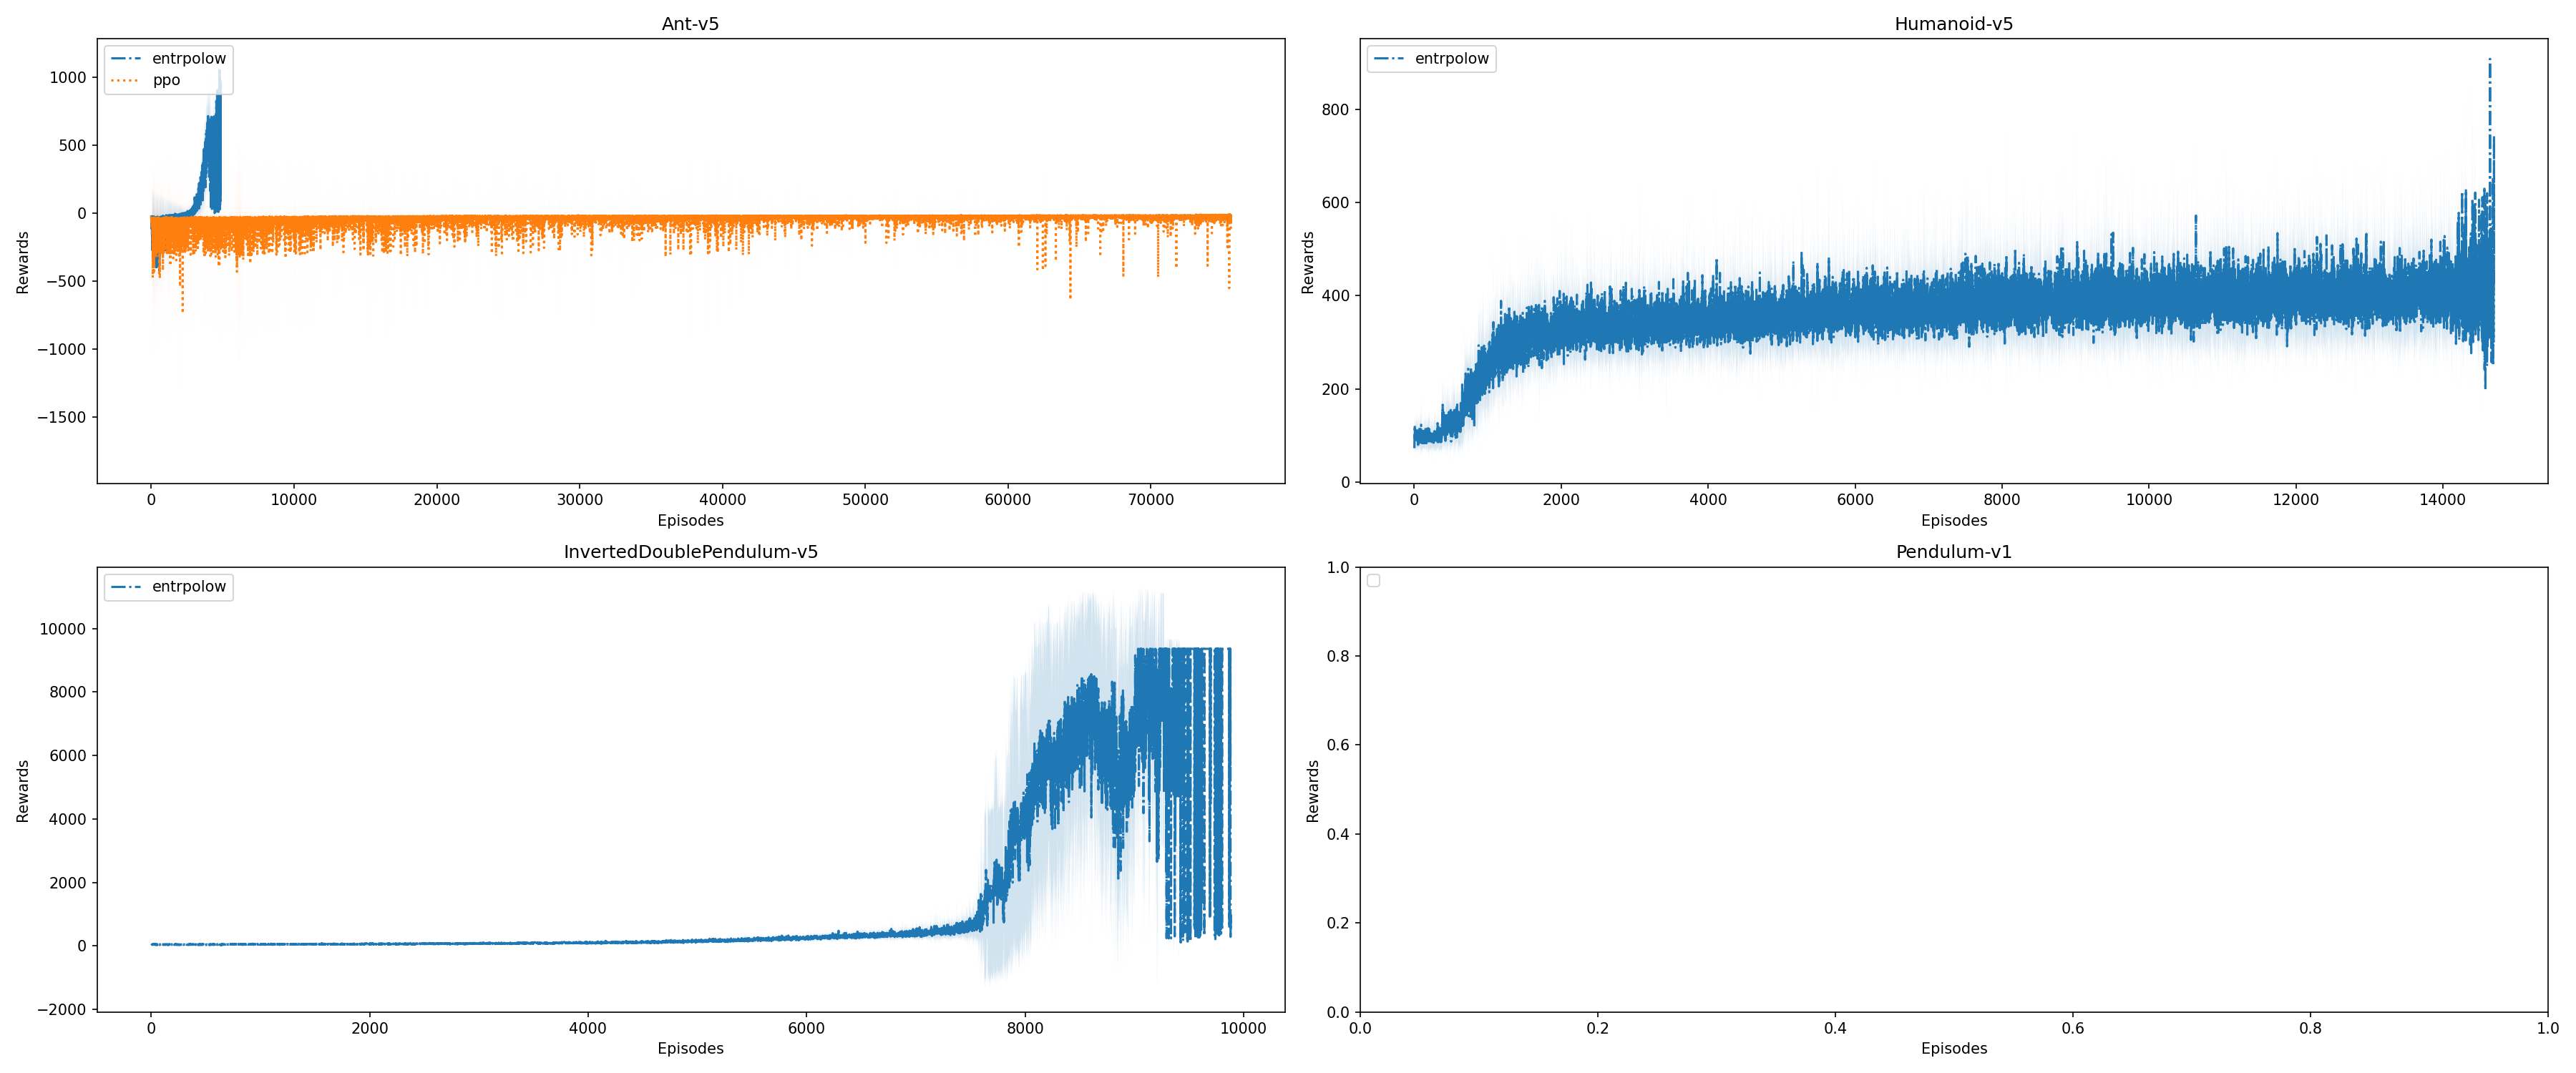 Ant-v5
entrpolow
ppo
1000
500
0
−500
−1000
−1500
Rewards
0 10000 20000 30000 40000 50000 60000 70000
Episodes
Humanoid-v5
entrpolow
800
600
400
200
0
Rewards
0 2000 4000 6000 8000 10000 12000 14000
Episodes
InvertedDoublePendulum-v5
entrpolow
10000
8000
6000
4000
2000
0
−2000
Rewards
0 2000 4000 6000 8000 10000
Episodes
Pendulum-v1
1.0
0.8
0.6
0.4
0.2
0.0
Rewards
0.0 0.2 0.4 0.6 0.8 1.0
Episodes